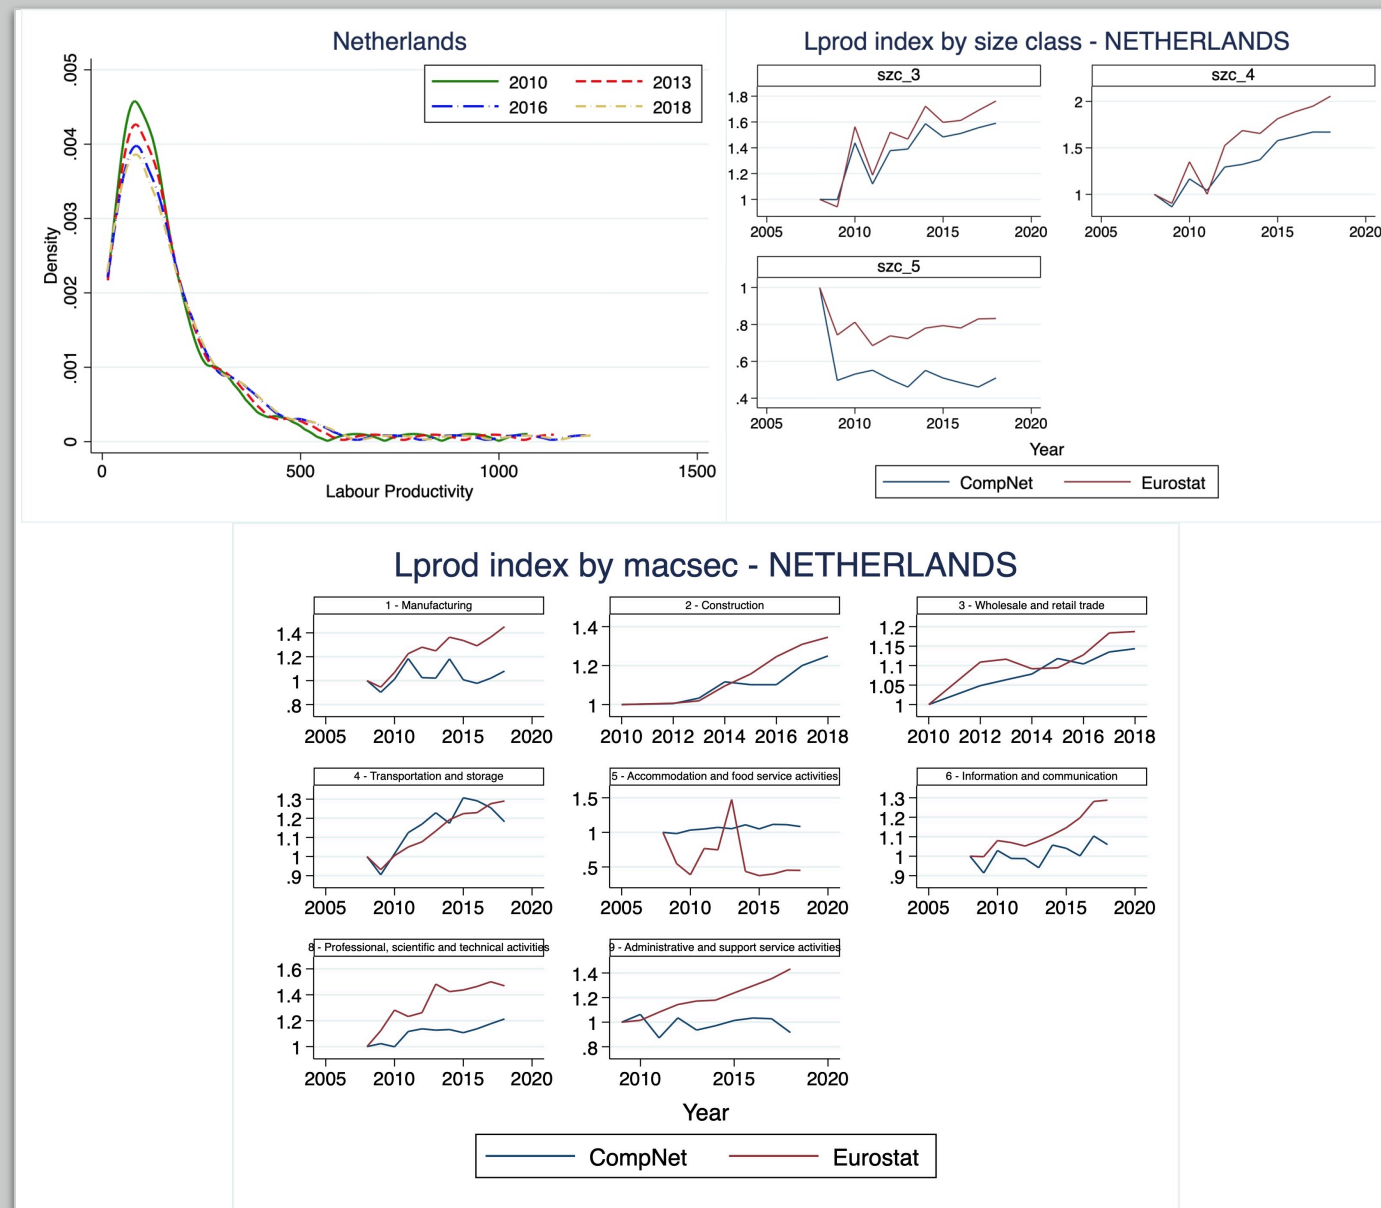 Netherlands
2010 2013
2016 2018
.005
.004
.003
.002
.001
0
Density
0 500 1000 1500
Labour Productivity
Lprod index by size class - NETHERLANDS
szc_3
1.8
1.6
1.4
1.2
1
2005 2010 2015 2020
szc_4
2
1.5
1
2005 2010 2015 2020
szc_5
1
.8
.6
.4
2005 2010 2015 2020
Year
CompNet Eurostat
Lprod index by macsec - NETHERLANDS
1 - Manufacturing
1.4
1.2
1
.8
2005 2010 2015 2020
2 - Construction
1.4
1.2
1
2010 2012 2014 2016 2018
3 - Wholesale and retail trade
1.2
1.15
1.1
1.05
1
2010 2012 2014 2016 2018
4 - Transportation and storage
1.3
1.2
1.1
1
.9
2005 2010 2015 2020
5 - Accommodation and food service activities
1.5
1
.5
2005 2010 2015 2020
6 - Information and communication
1.3
1.2
1.1
1
.9
2005 2010 2015 2020
8 - Professional, scientific and technical activities
1.6
1.4
1.2
1
2005 2010 2015 2020
9 - Administrative and support service activities
1.4
1.2
1
.8
2010 2015 2020
Year
CompNet Eurostat